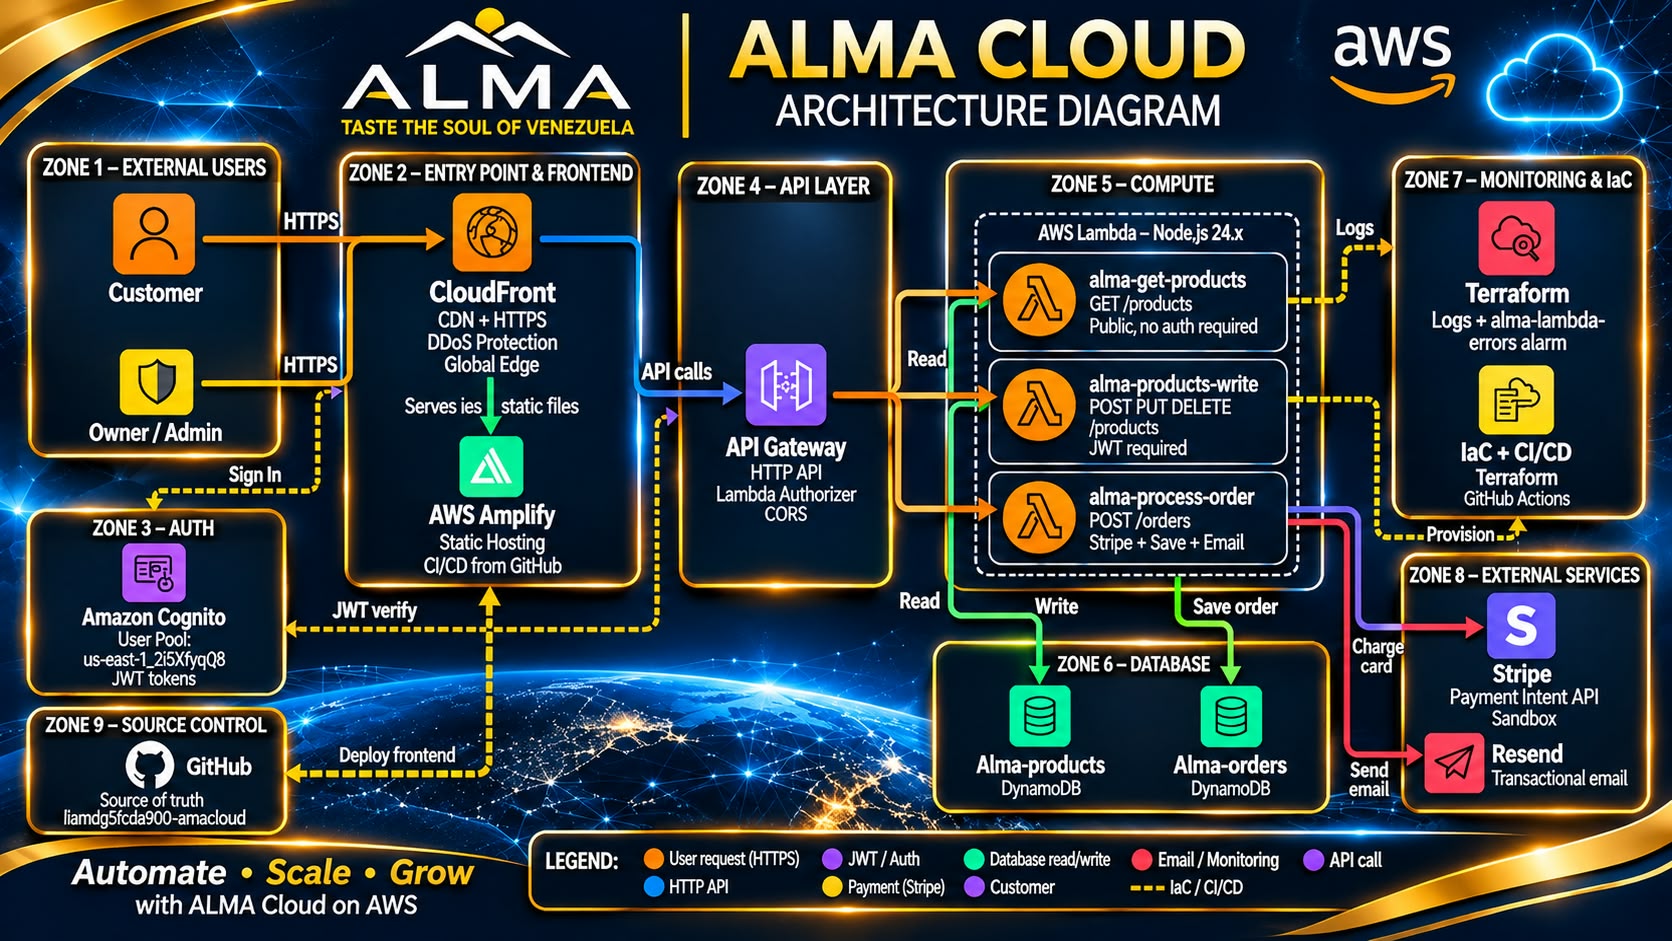 ALMA
TASTE THE SOUL OF VENEZUELA
ALMA CLOUD
ARCHITECTURE DIAGRAM
aws
ZONE 1 – EXTERNAL USERS
Customer
Owner / Admin
HTTPS
HTTPS
Sign In
ZONE 2 – ENTRY POINT & FRONTEND
CloudFront
CDN + HTTPS
DDoS Protection
Global Edge
Serves ies static files
AWS Amplify
Static Hosting
CI/CD from GitHub
ZONE 3 – AUTH
Amazon Cognito
User Pool:
us-east-1_2i5XfyqQ8
JWT tokens
JWT verify
ZONE 4 – API LAYER
API calls
API Gateway
HTTP API
Lambda Authorizer
CORS
ZONE 5 – COMPUTE
AWS Lambda – Node,js 24.x
alma-get-products
GET /products
Public, no auth required
Read
alma-products-write
POST PUT DELETE
/products
JWT required
alma-process-order
POST /orders
Stripe + Save + Email
Read
Write
Save order
ZONE 6 – DATABASE
Alma-products
DynamoDB
Alma-orders
DynamoDB
Logs
ZONE 7 – MONITORING & IaC
Terraform
Logs + alma-lambda-
errors alarm
IaC + CI/CD
Terraform
GitHub Actions
Provision
ZONE 8 – EXTERNAL SERVICES
S
Stripe
Payment Intent API
Sandbox
Charge
card
Resend
Transactional email
Send
email
ZONE 9 – SOURCE CONTROL
GitHub
Source of truth
liamdg5fcda900-amacloud
Deploy frontend
Automate • Scale • Grow
with ALMA Cloud on AWS
LEGEND:
User request (HTTPS)
JWT / Auth
Database read/write
Email / Monitoring
API call
HTTP API
Payment (Stripe)
Customer
IaC / CI/CD